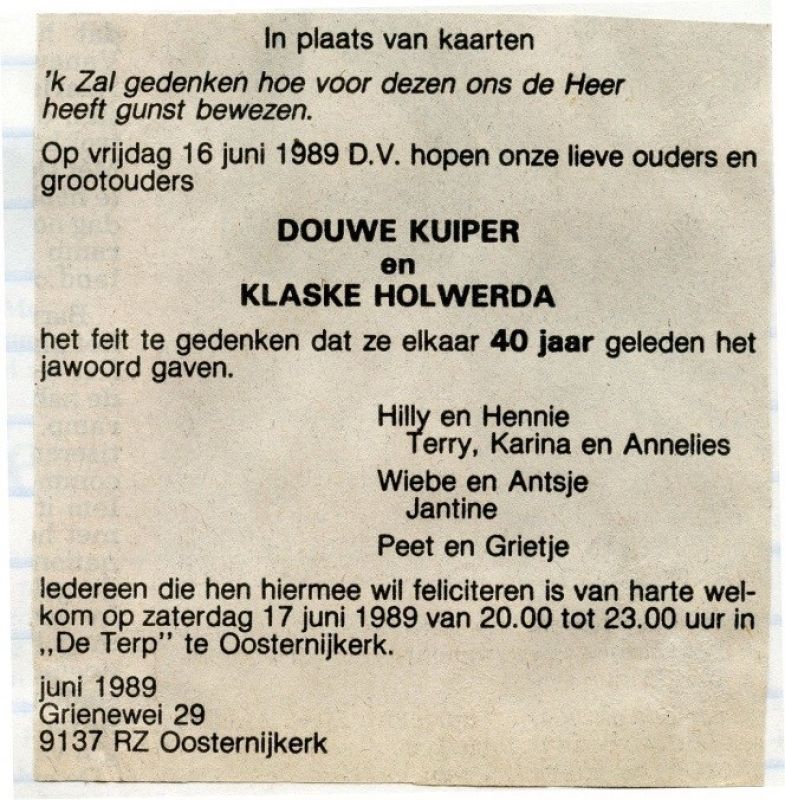 In plaats van kaarten
'k Zal gedenken hoe voor dezen ons de Heer
heeft gunst bewezen.
Op vrijdag 16 juni 1989 D.V. hopen onze lieve ouders en
grootouders
DOUWE KUIPER
en
KLASKE HOLWERDA
het feit te gedenken dat ze elkaar 40 jaar geleden het
jawoord gaven.
Hilly en Hennie
Terry, Karina en Annelies
Wiebe en Antsje
Jantine
Peet en Grietje
Iedereen die hen hiermee wil feliciteren is van harte wel-
kom op zaterdag 17 juni 1989 van 20.00 tot 23.00 uur in
,,De Terp" te Oosternijkerk.
juni 1989
Grienewei 29
9137 RZ Oosternijkerk